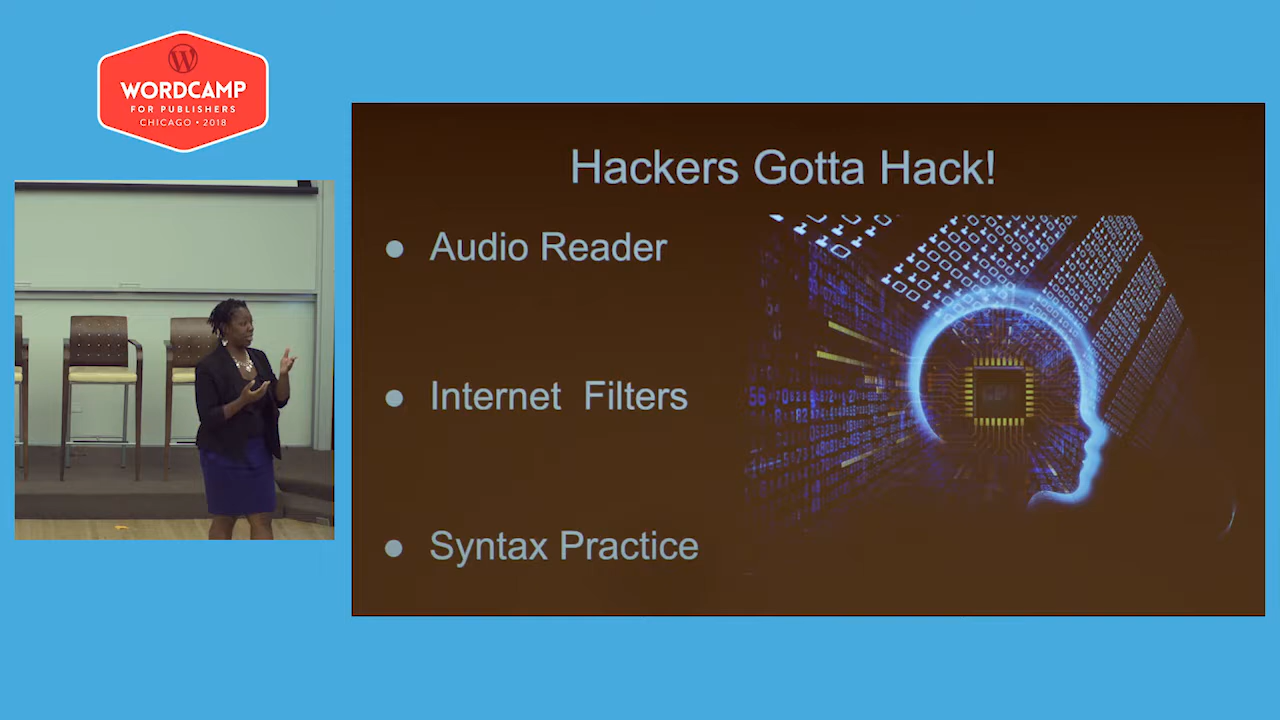 WORDCAMP
FOR PUBLISHERS
CHICAGO • 2018
Hackers Gotta Hack!
● Audio Reader
● Internet Filters
● Syntax Practice